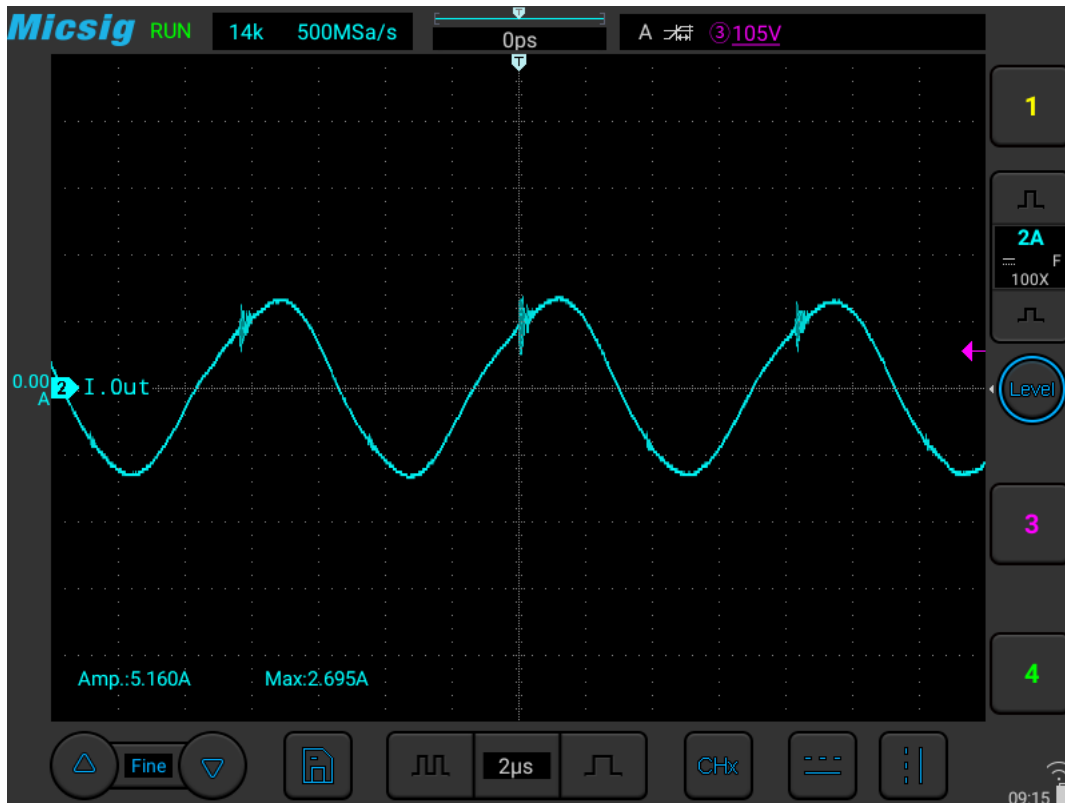 Micsig RUN 14k 500MSa/s T 0ps A ③105V
T
1
2A
F
100X
0.00 2 I.Out
A
Level
3
Amp.:5.160A Max:2.695A
4
Fine 2μs CHx
09:15